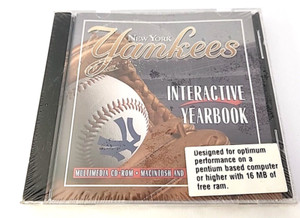 NEW YORK
Yankees
INTERACTIVE
YEARBOOK
MULTIMEDIA CD-ROM • MACINTOSH AND
Designed for optimum
performance on a
pentium based computer
or higher with 16 MB of
free ram.